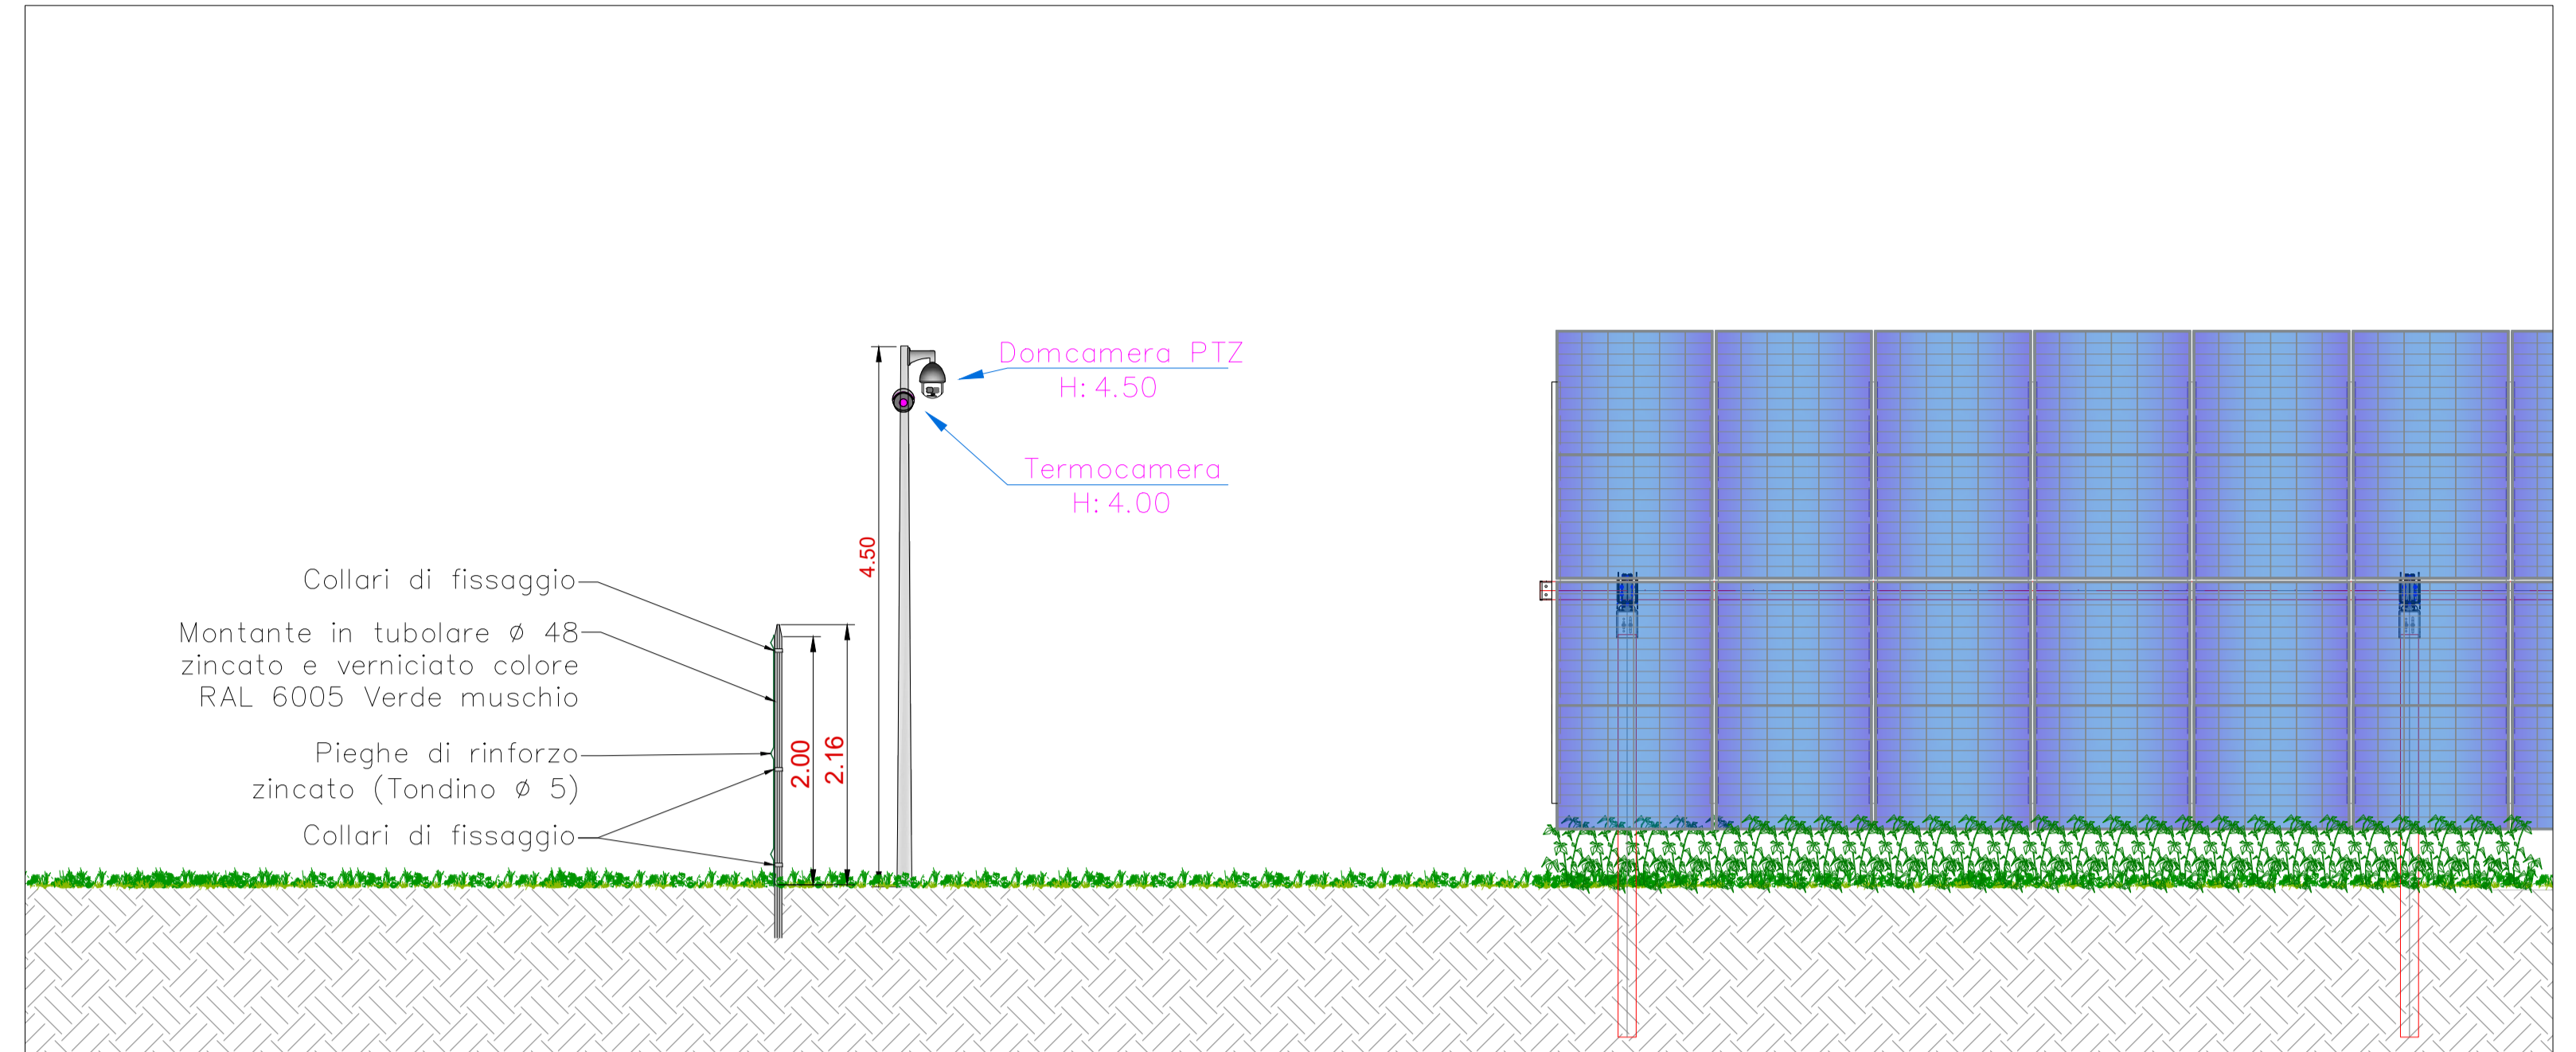 Domcamera PTZ
H: 4.50
Termocamera
H: 4.00
4.50
Collari di fissaggio
Montante in tubolare ø 48
zincato e verniciato colore
RAL 6005 Verde muschio
Pieghe di rinforzo
zincato (Tondino ø 5)
Collari di fissaggio
2.00
2.16